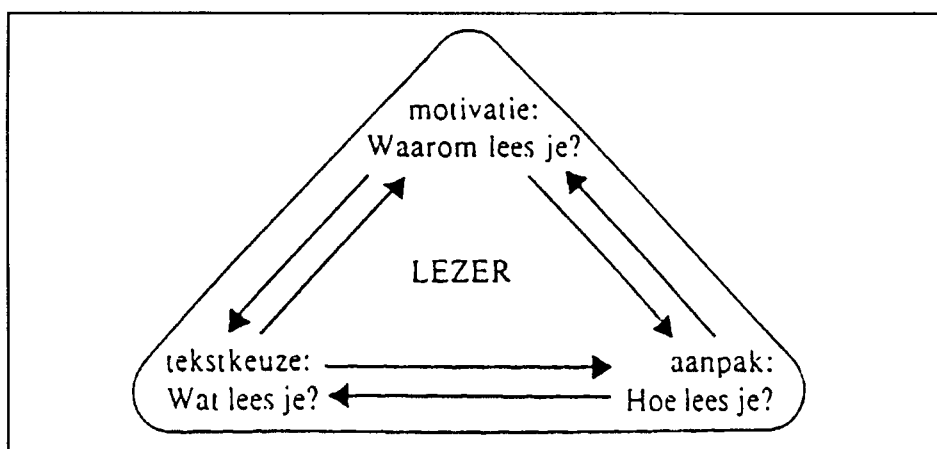 motivatie:
Waarom lees je?
LEZER
tekstkeuze:
Wat lees je?
aanpak:
Hoe lees je?